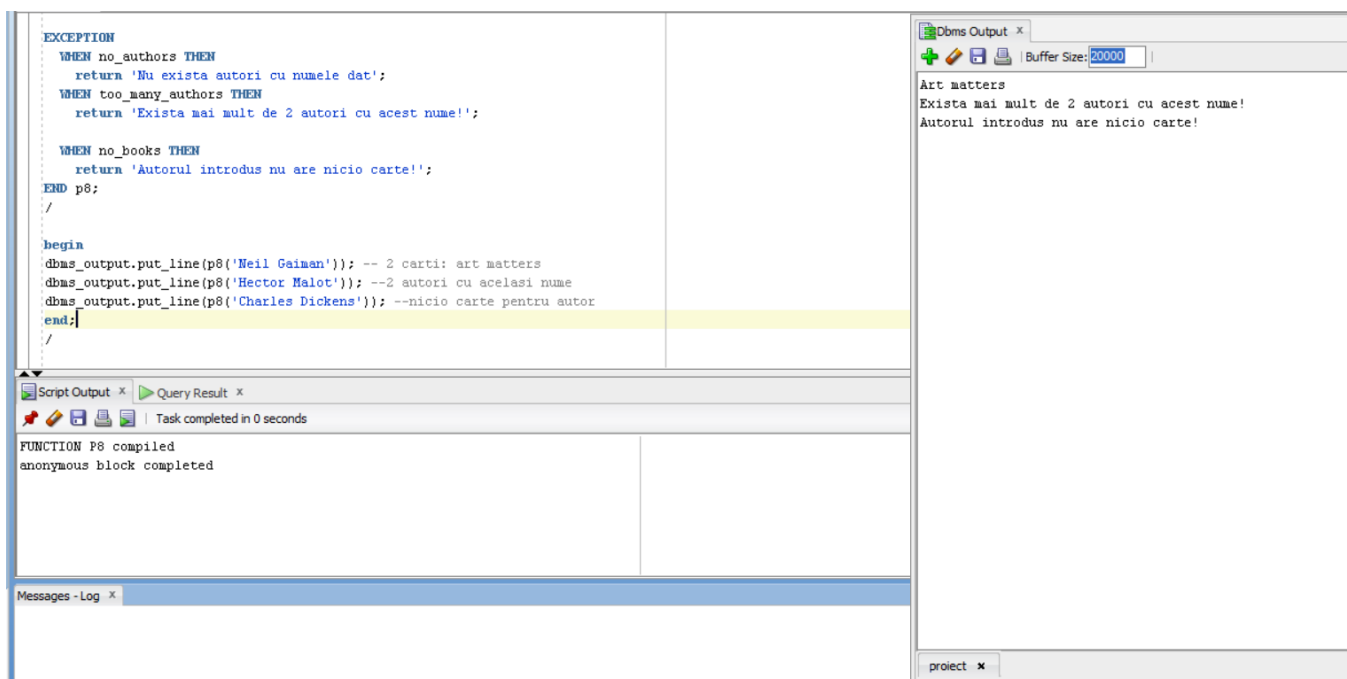 EXCEPTION
WHEN no_authors THEN
return 'Nu exista autori cu numele dat';
WHEN too_many_authors THEN
return 'Exista mai mult de 2 autori cu acest nume!';
WHEN no_books THEN
return 'Autorul introdus nu are nicio carte!';
END p8;
/
begin
dbms_output.put_line(p8('Neil Gaiman')); -- 2 carti: art matters
dbms_output.put_line(p8('Hector Malot')); --2 autori cu acelasi nume
dbms_output.put_line(p8('Charles Dickens')); --nicio carte pentru autor
end;
/
Script Output x Query Result x
Task completed in 0 seconds
FUNCTION P8 compiled
anonymous block completed
Messages - Log x
Dbms Output x
Buffer Size: 20000
Art matters
Exista mai mult de 2 autori cu acest nume!
Autorul introdus nu are nicio carte!
proiect x